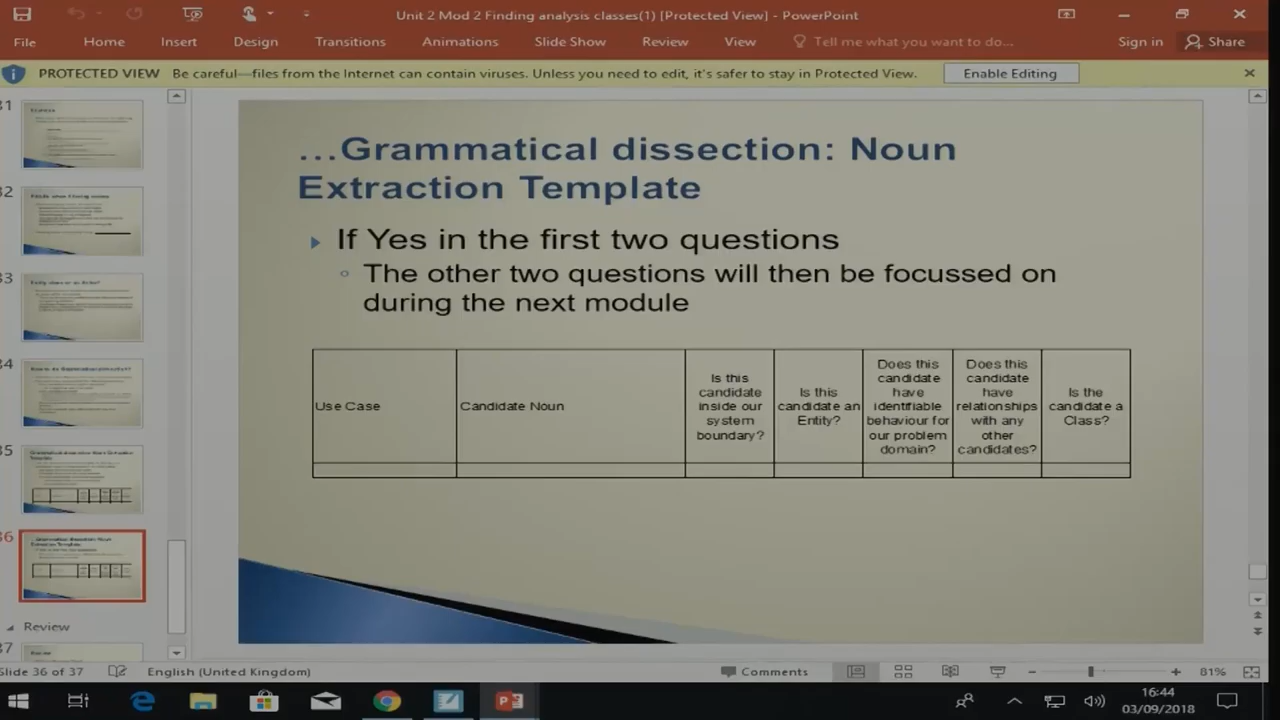 Unit 2 Mod 2 Finding analysis classes(1) [Protected View] - PowerPoint
File Home Insert Design Transitions Animations Slide Show Review View Tell me what you want to do... Sign in Share
PROTECTED VIEW Be careful—files from the Internet can contain viruses. Unless you need to edit, it's safer to stay in Protected View. Enable Editing
...Grammatical dissection: Noun
Extraction Template
If Yes in the first two questions
The other two questions will then be focussed on
during the next module
Use Case
Candidate Noun
Is this
candidate
inside our
system
boundary?
Is this
candidate an
Entity?
Does this
candidate
have
identifiable
behaviour for
our problem
domain?
Does this
candidate
have
relationships
with any
other
candidates?
Is the
candidate a
Class?
31
32
33
34
35
36
Review
37
Slide 36 of 37 English (United Kingdom) Comments 81%
16:44
03/09/2018